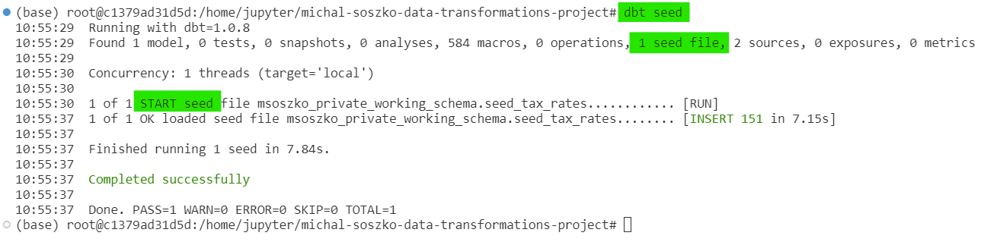 (base) root@c1379ad31d5d:/home/jupyter/michal-soszko-data-transformations-project# dbt seed
10:55:29  Running with dbt=1.0.8
10:55:29  Found 1 model, 0 tests, 0 snapshots, 0 analyses, 584 macros, 0 operations, 1 seed file, 2 sources, 0 exposures, 0 metrics
10:55:29
10:55:30  Concurrency: 1 threads (target='local')
10:55:30
10:55:30  1 of 1 START seed file msoszko_private_working_schema.seed_tax_rates............ [RUN]
10:55:37  1 of 1 OK loaded seed file msoszko_private_working_schema.seed_tax_rates........ [INSERT 151 in 7.15s]
10:55:37
10:55:37  Finished running 1 seed in 7.84s.
10:55:37
10:55:37  Completed successfully
10:55:37
10:55:37  Done. PASS=1 WARN=0 ERROR=0 SKIP=0 TOTAL=1
(base) root@c1379ad31d5d:/home/jupyter/michal-soszko-data-transformations-project#